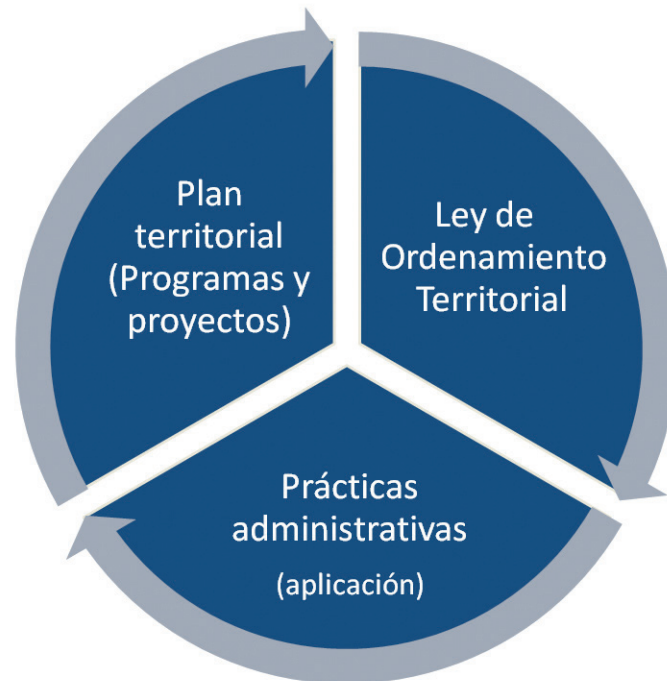 Plan
territorial
(Programas y
proyectos)
Ley de
Ordenamiento
Territorial
Prácticas
administrativas
(aplicación)